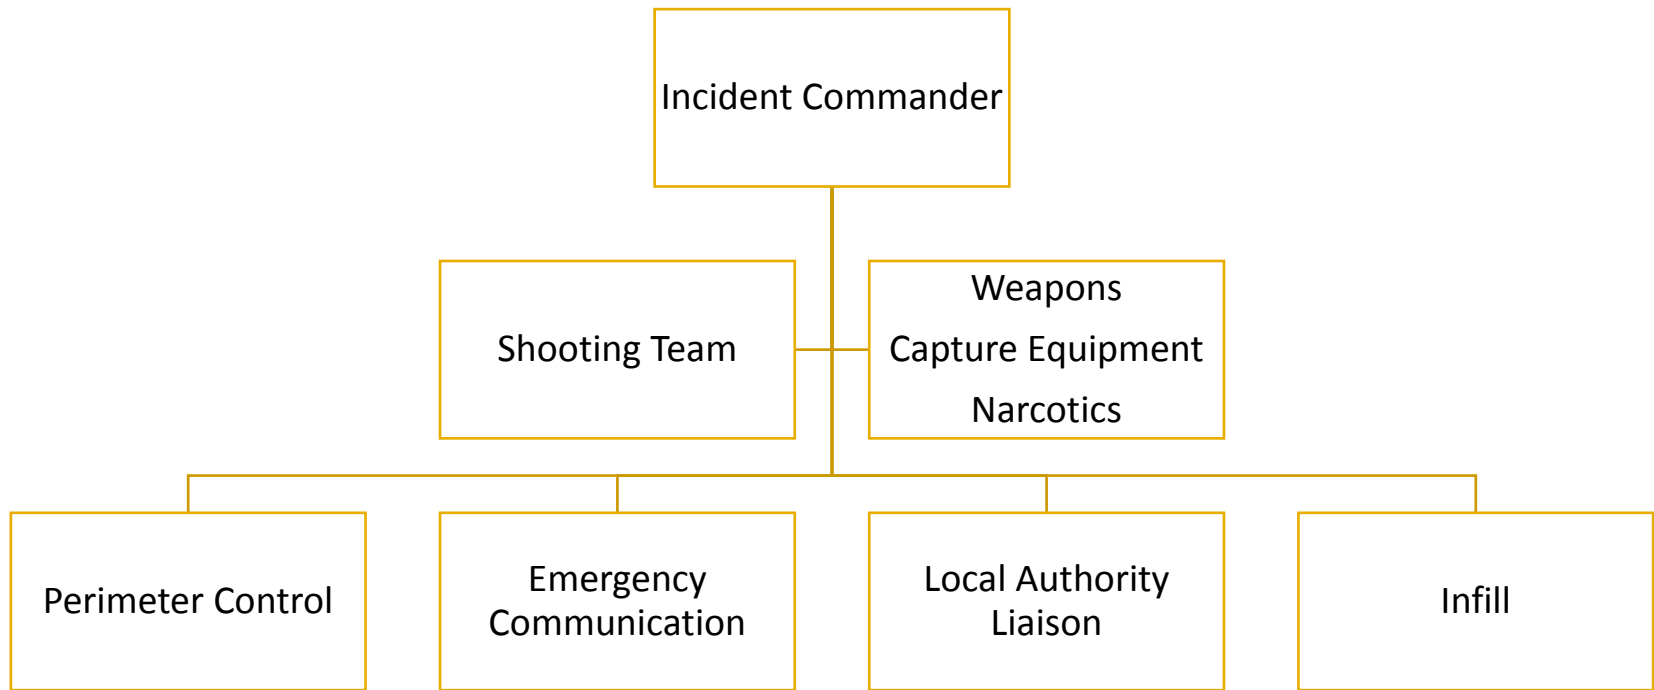 Incident Commander
Shooting Team
Weapons
Capture Equipment
Narcotics
Perimeter Control
Emergency
Communication
Local Authority
Liaison
Infill